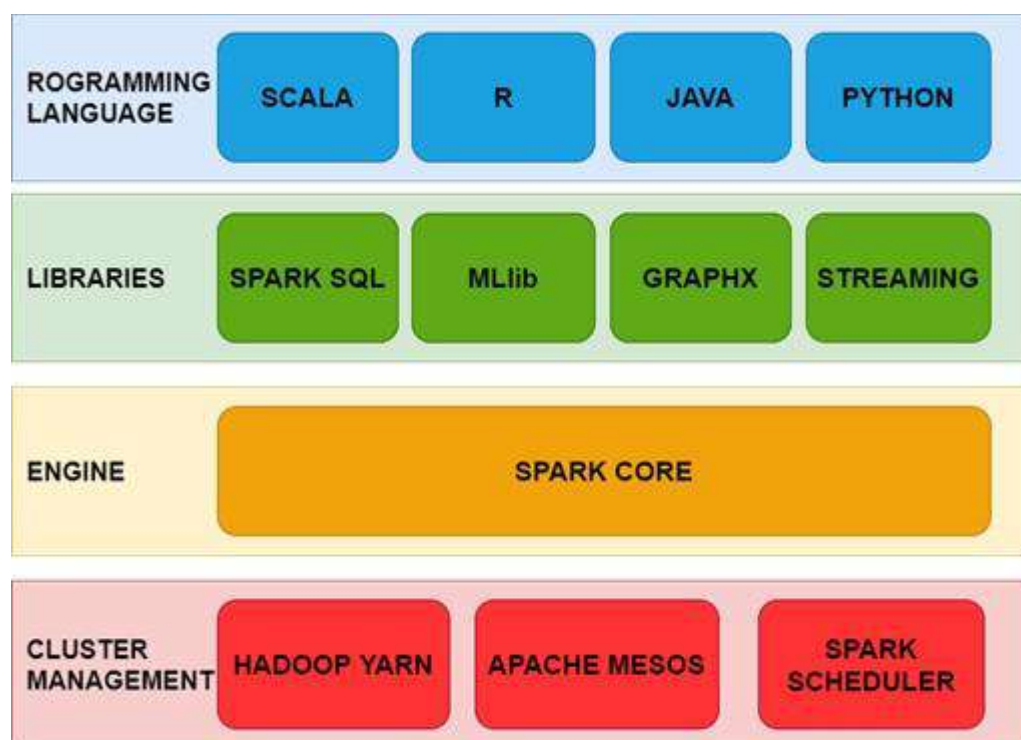 ROGRAMMING
LANGUAGE
SCALA
R
JAVA
PYTHON
LIBRARIES
SPARK SQL
MLlib
GRAPHX
STREAMING
ENGINE
SPARK CORE
CLUSTER
MANAGEMENT
HADOOP YARN
APACHE MESOS
SPARK
SCHEDULER